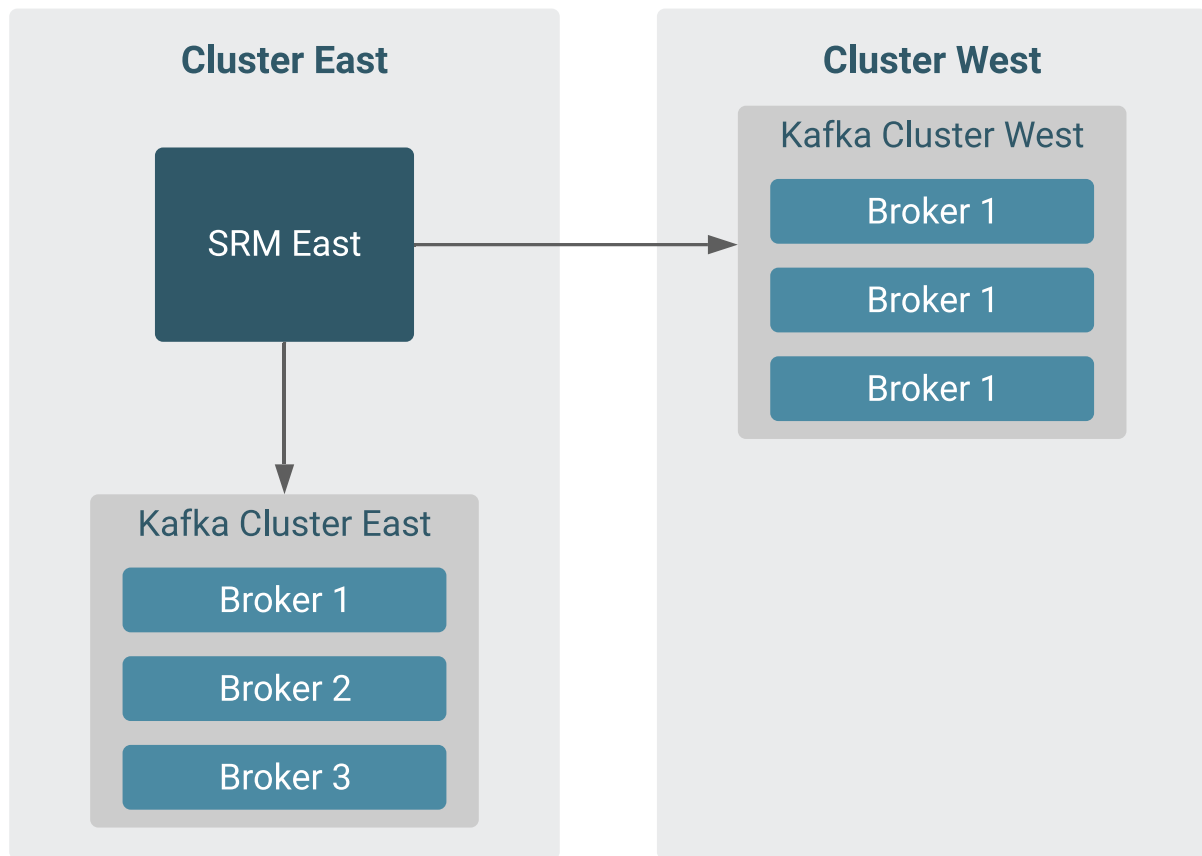 Cluster East
SRM East
Kafka Cluster East
Broker 1
Broker 2
Broker 3
Cluster West
Kafka Cluster West
Broker 1
Broker 1
Broker 1